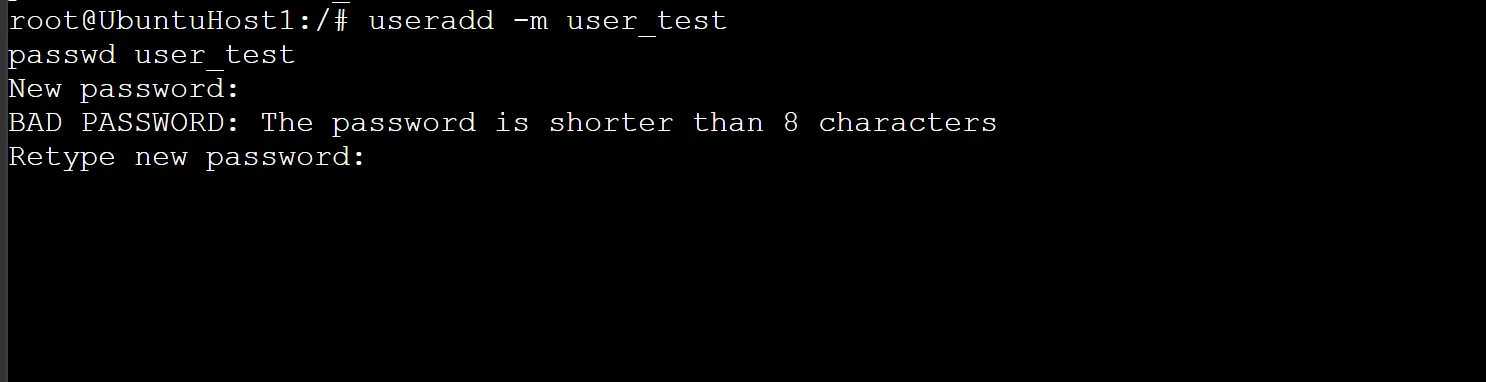 root@UbuntuHost1:/# useradd -m user_test
passwd user_test
New password:
BAD PASSWORD: The password is shorter than 8 characters
Retype new password: